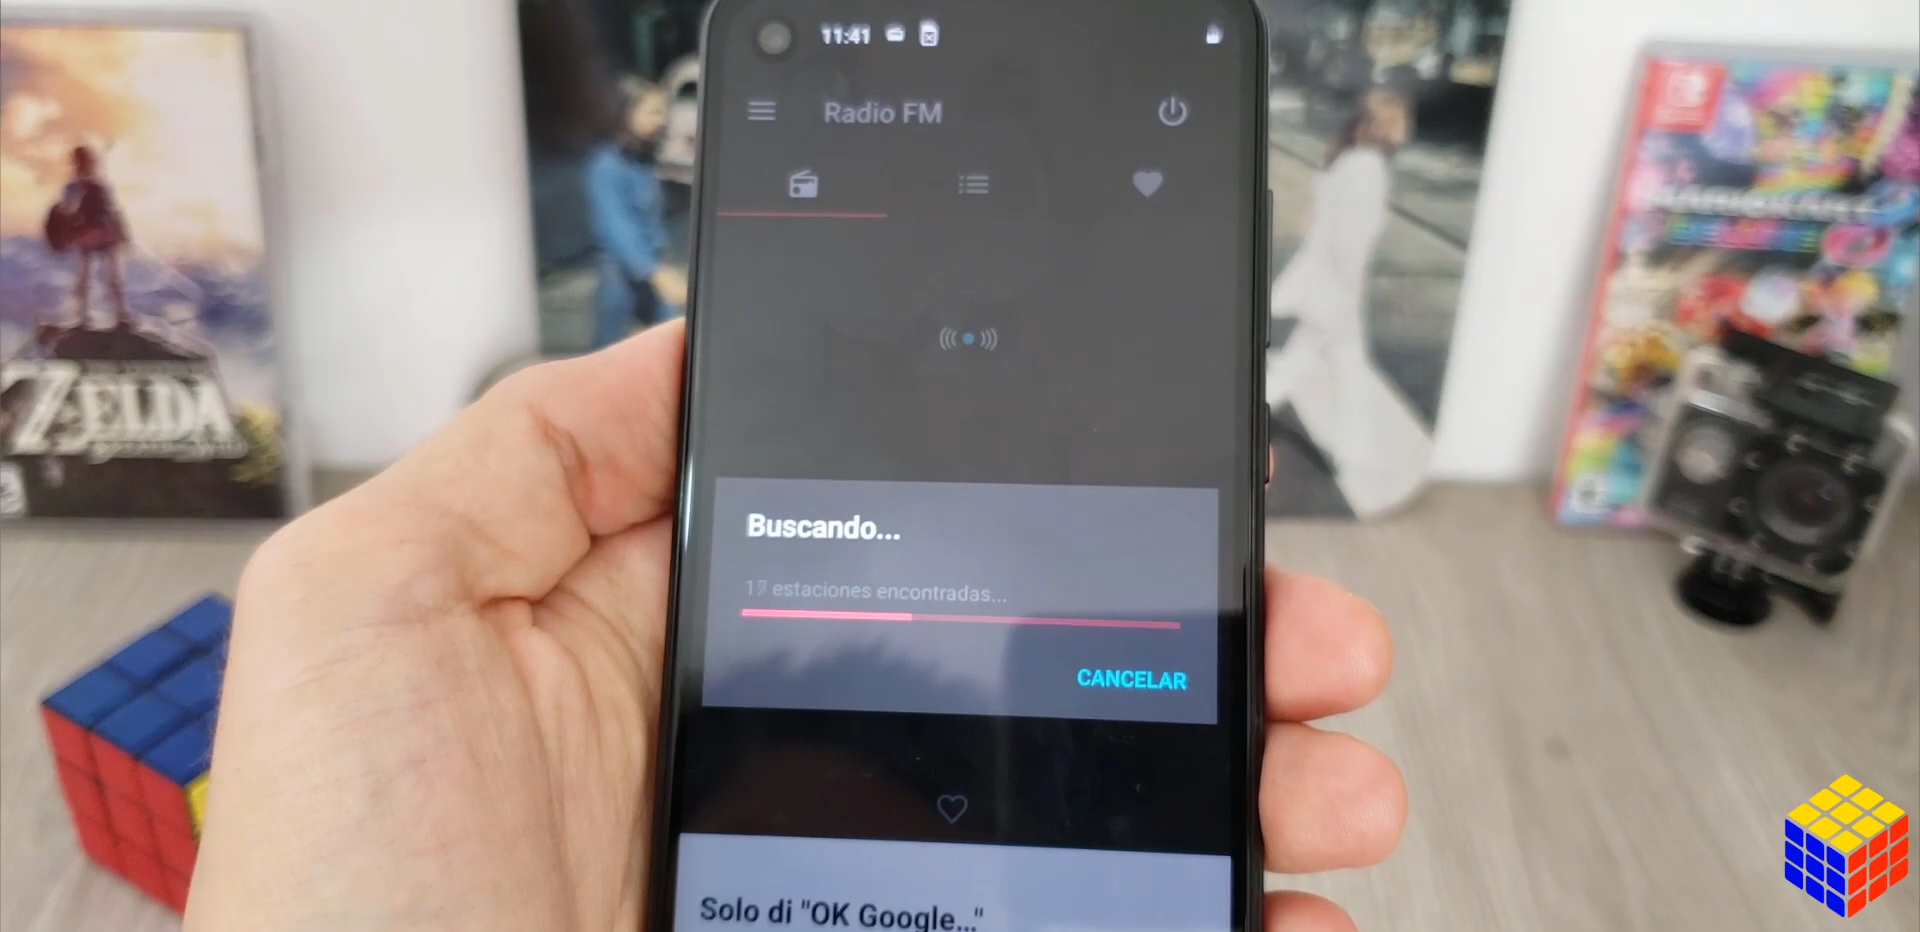 11:41
Radio FM
Buscando...
estaciones encontradas...
CANCELAR
Solo di "OK Google..."
ZELDA